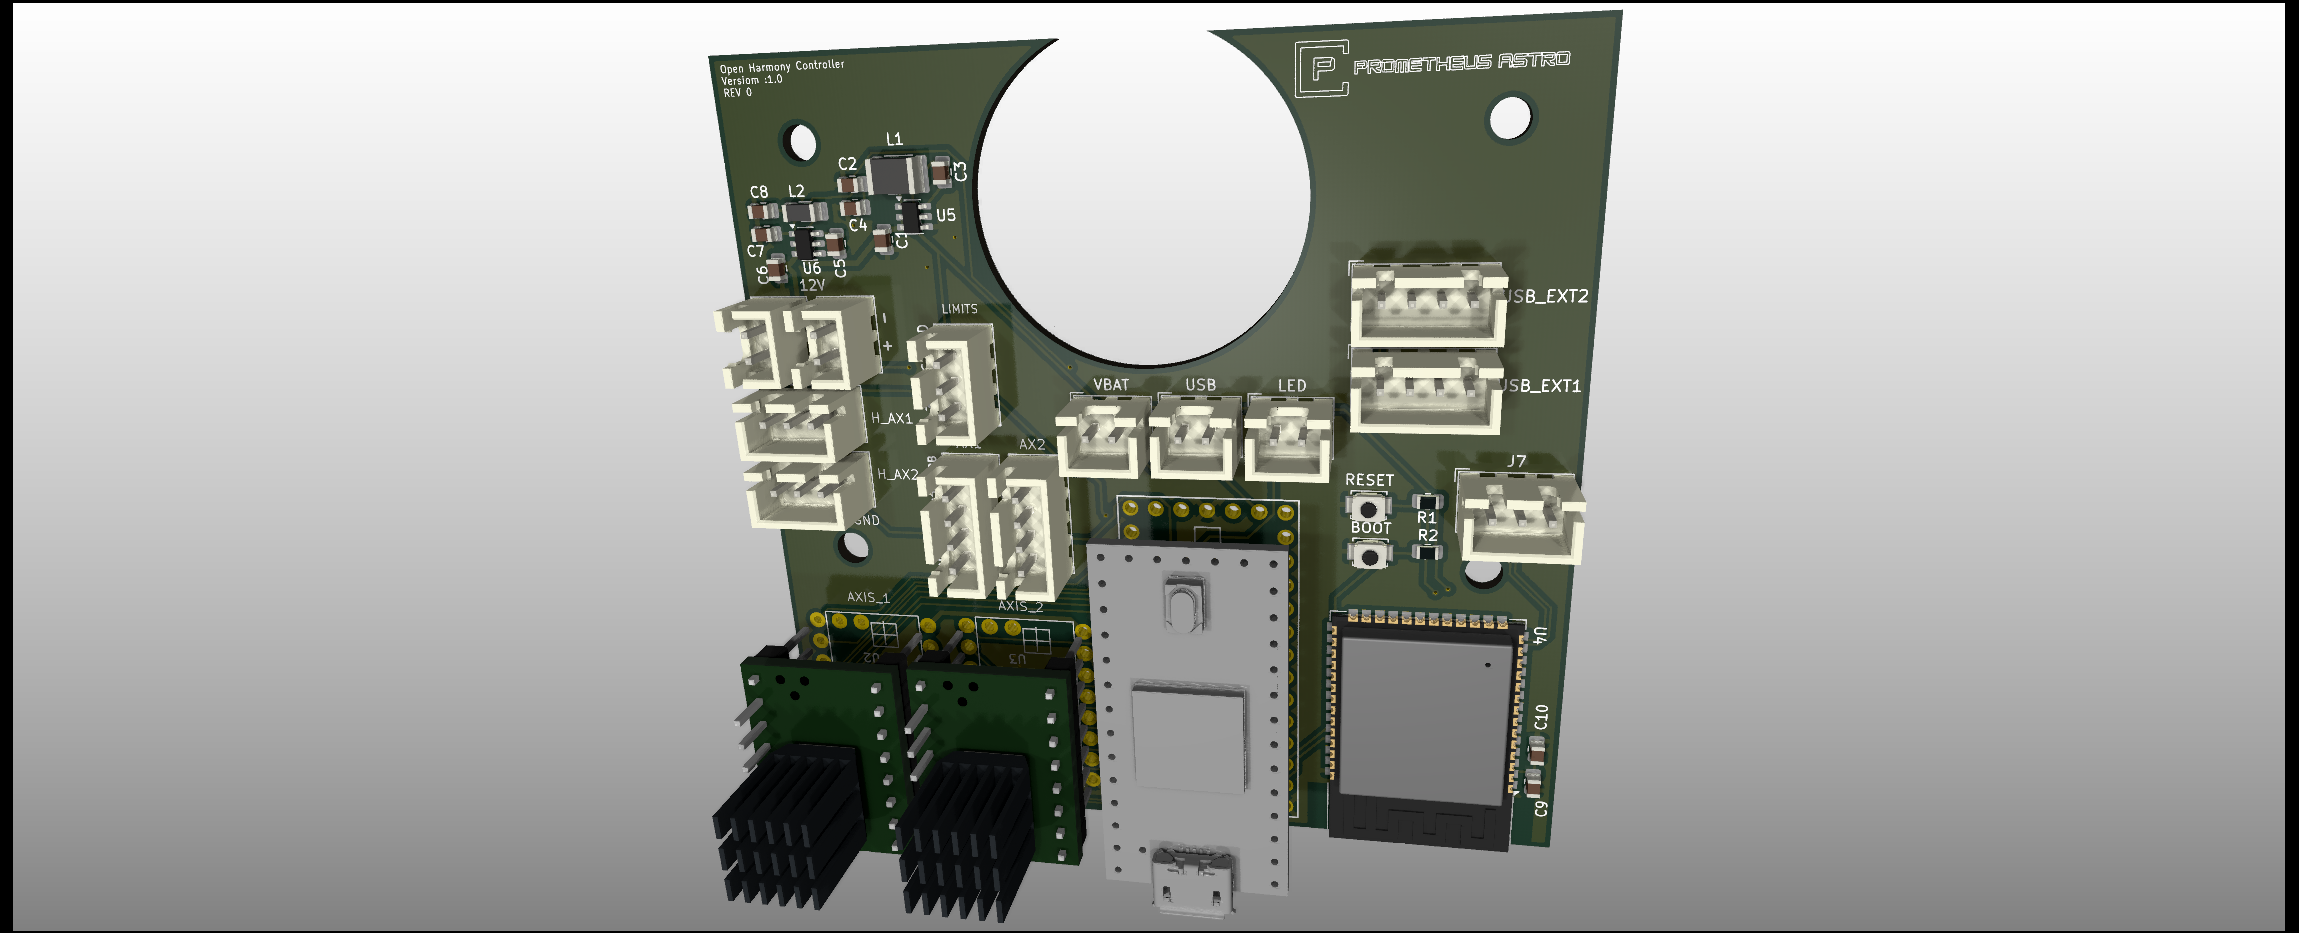 Open Harmony Controller
Versiom :1.0
REV 0
PROMETHEUS ASTRO
P
L1
C2
C3
C8
L2
C4
U5
C7
C1
C6
U6
C5
12V
-
+
LIMITS
USB_EXT2
VBAT
USB
LED
USB_EXT1
H_AX1
AX1
AX2
H_AX2
GND
J7
RESET
R1
BOOT
R2
AXIS_1
AXIS_2
U2
U3
U4
C10
C9